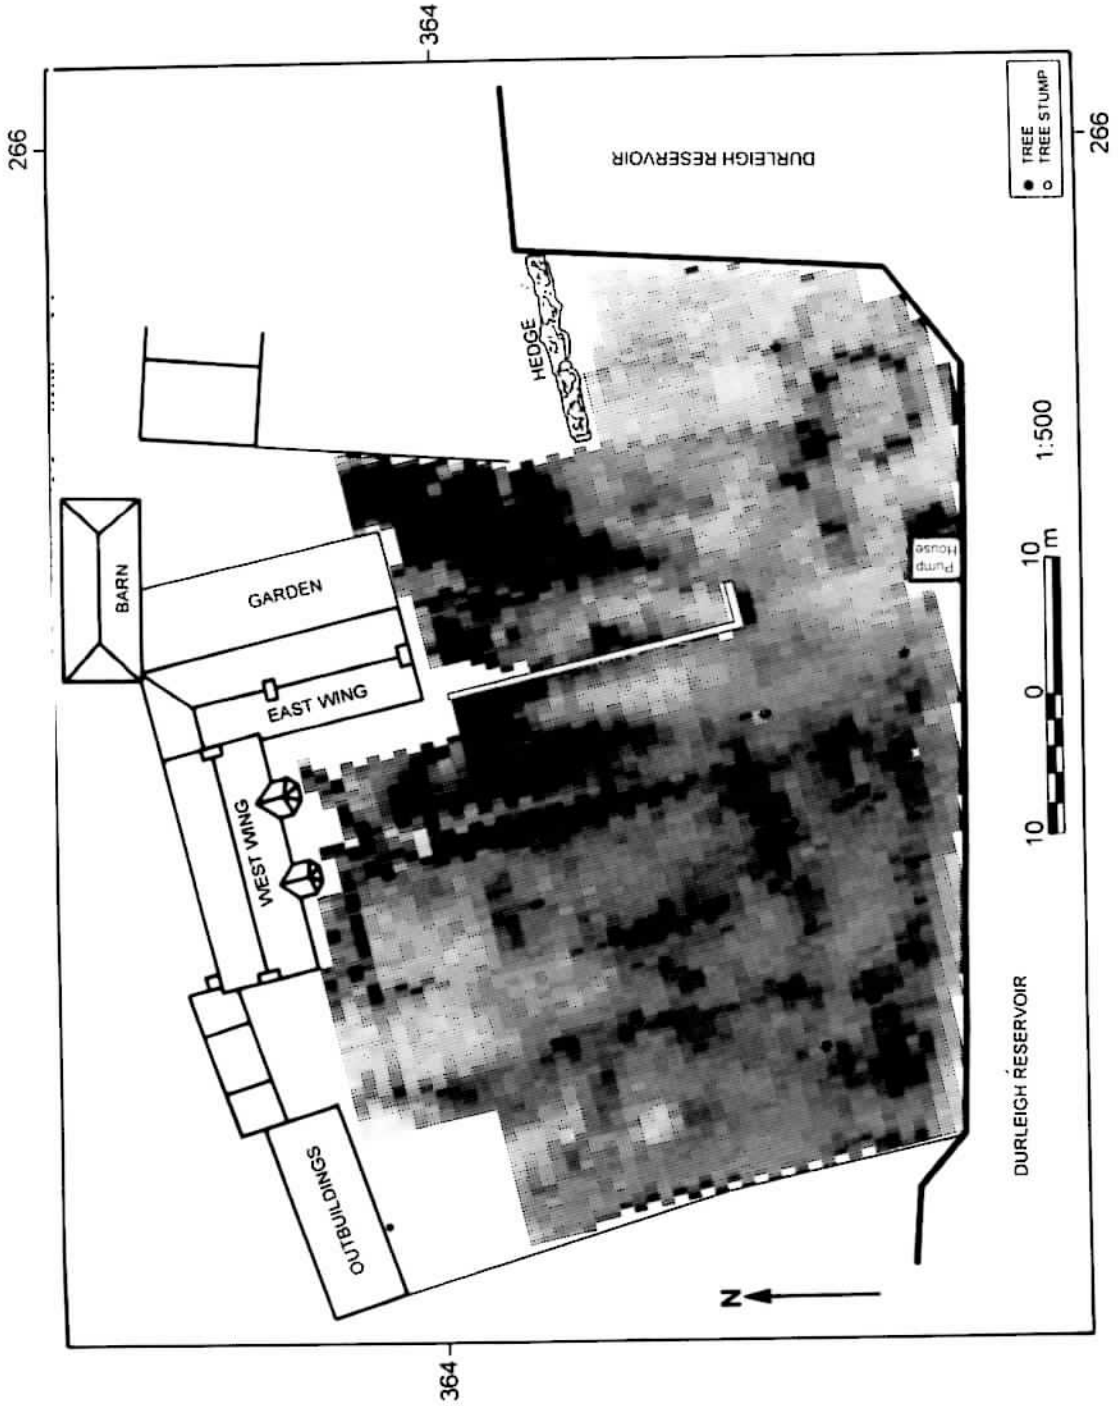 364
266
BARN
GARDEN
EAST WING
WEST WING
OUTBUILDINGS
HEDGE
DURLEIGH RESERVOIR
TREE
TREE STUMP
266
Pump
House
1:500
10 0 10 m
DURLEIGH RESERVOIR
N
364